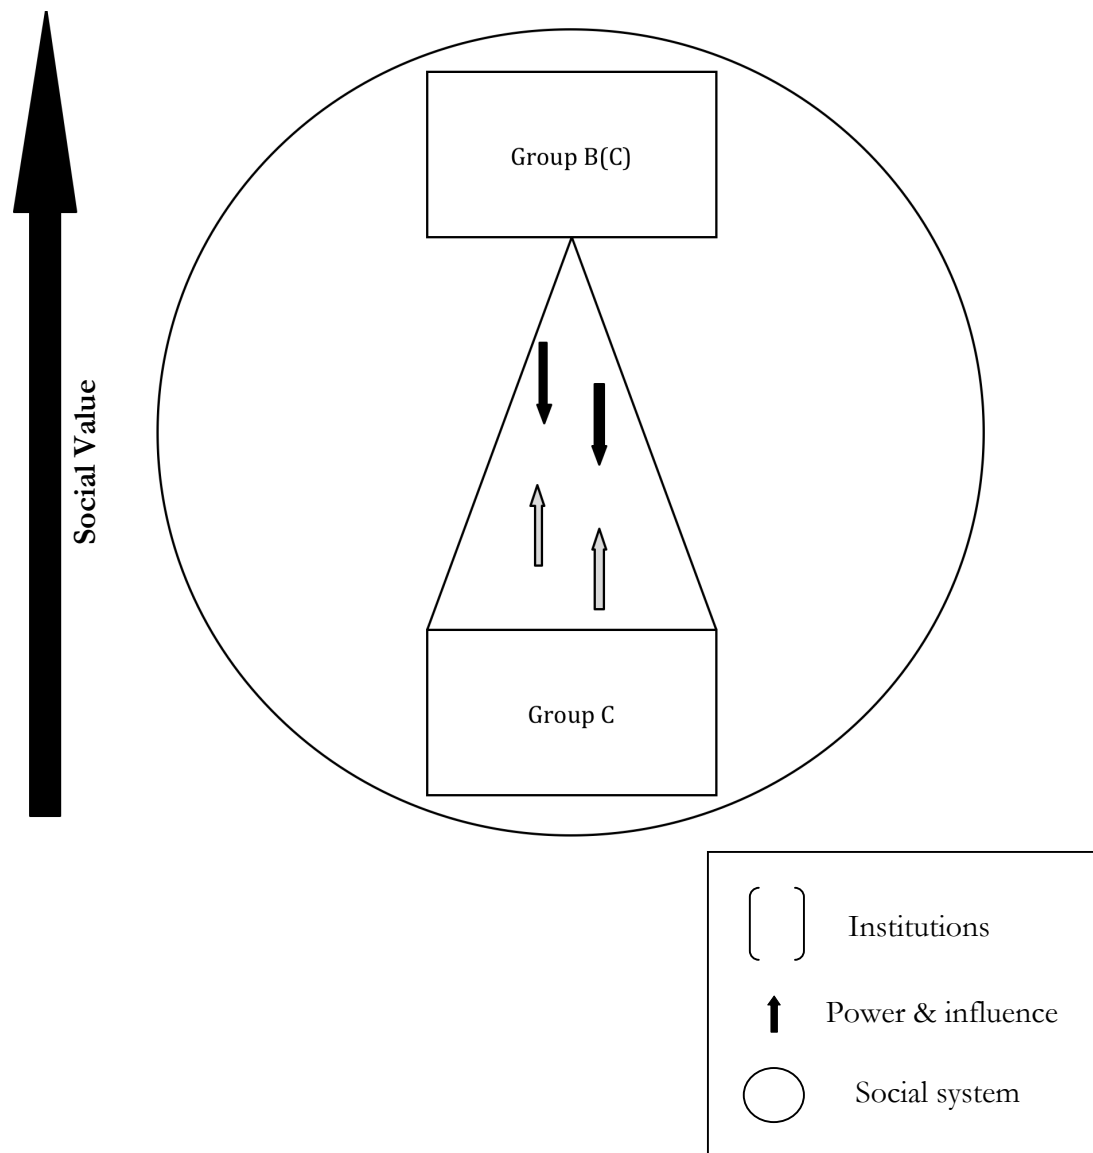 Group B(C)
Social Value
Group C
Institutions
Power & influence
Social system